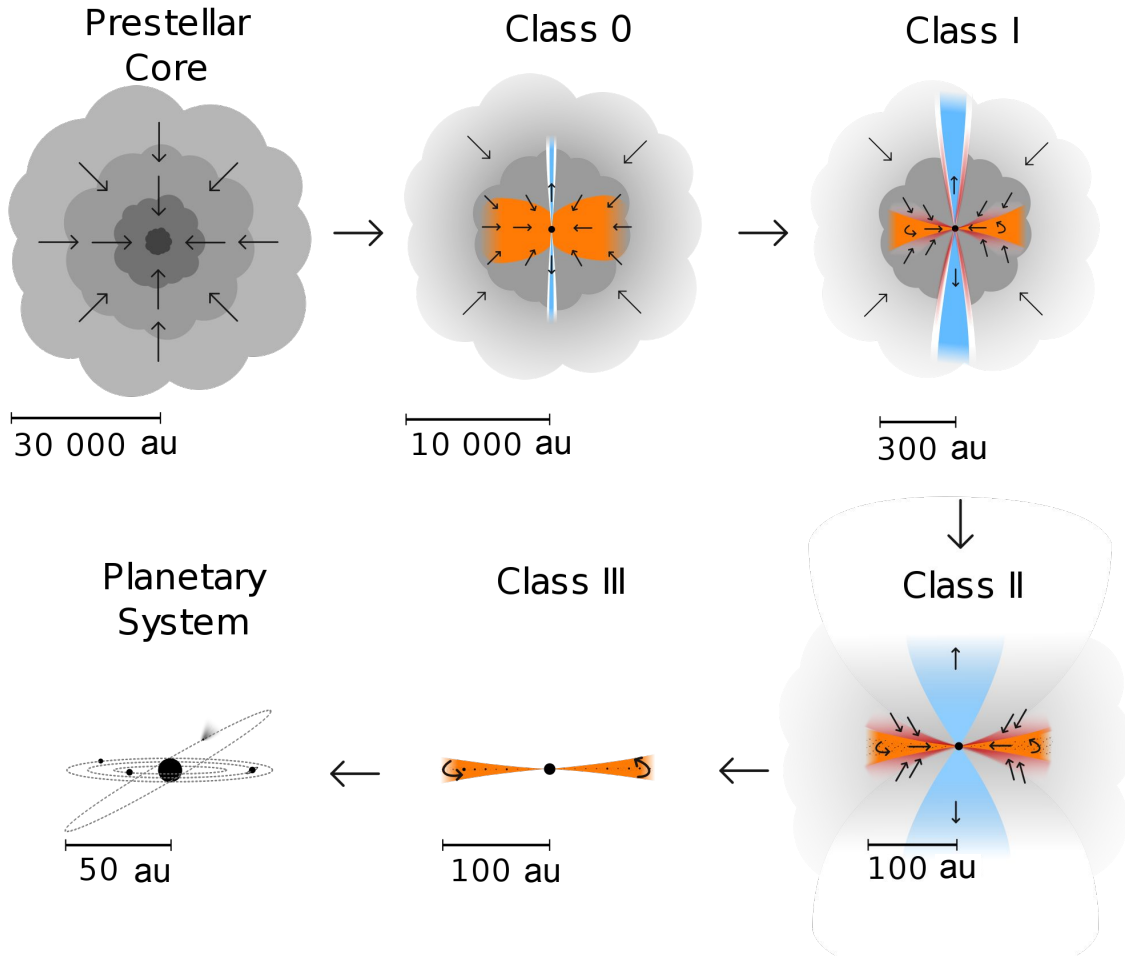 Prestellar
Core
Class 0
Class I
30 000 au
10 000 au
300 au
Planetary
System
Class III
Class II
50 au
100 au
100 au